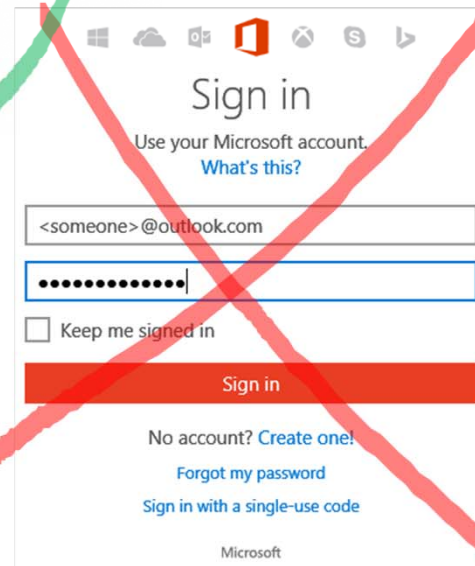 Sign in
Use your Microsoft account.
What's this?
<someone>@outlook.com
Keep me signed in
Sign in
No account? Create one!
Forgot my password
Sign in with a single-use code
Microsoft